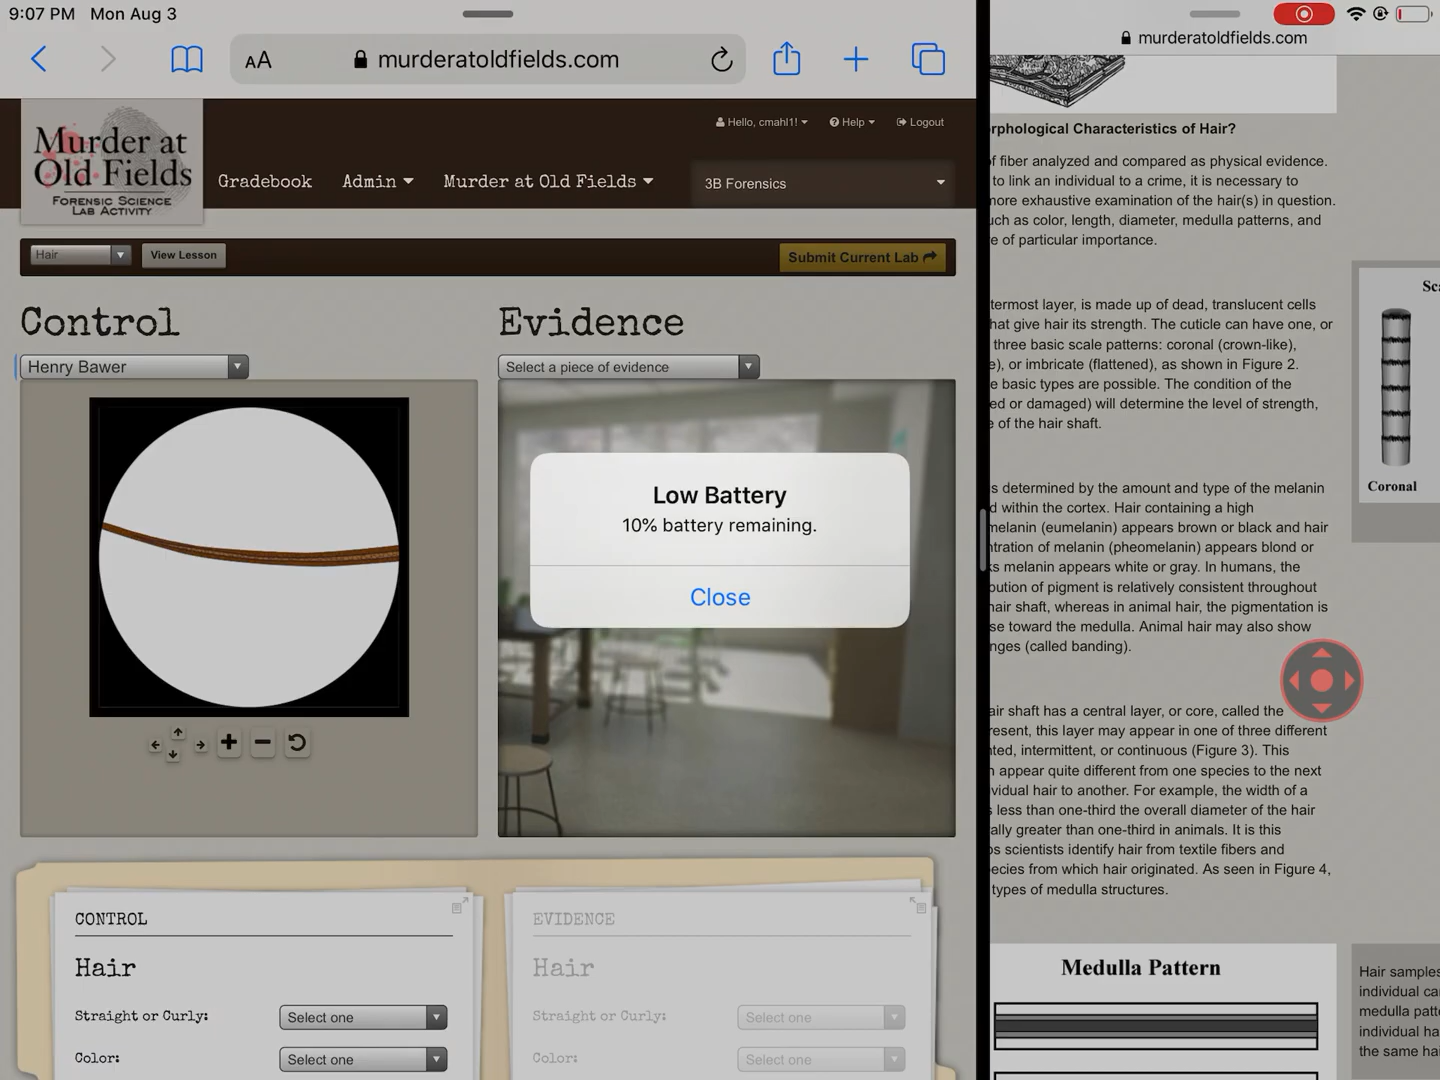 9:07 PM Mon Aug 3
AA murderatoldfields.com
murderatoldfields.com
Murder at
Old Fields
FORENSIC SCIENCE
LAB ACTIVITY
Hello, cmahl1! Help Logout
Gradebook Admin Murder at Old Fields 3B Forensics
Hair View Lesson Submit Current Lab
Control
Henry Bawer
Evidence
Select a piece of evidence
Low Battery
10% battery remaining.
Close
CONTROL
Hair
Straight or Curly: Select one
Color: Select one
EVIDENCE
Hair
Straight or Curly: Select one
Color: Select one
orphological Characteristics of Hair?
of fiber analyzed and compared as physical evidence.
to link an individual to a crime, it is necessary to
more exhaustive examination of the hair(s) in question.
uch as color, length, diameter, medulla patterns, and
e of particular importance.
termost layer, is made up of dead, translucent cells
hat give hair its strength. The cuticle can have one, or
three basic scale patterns: coronal (crown-like),
e), or imbricate (flattened), as shown in Figure 2.
e basic types are possible. The condition of the
ed or damaged) will determine the level of strength,
e of the hair shaft.
Sca
Coronal
s determined by the amount and type of the melanin
d within the cortex. Hair containing a high
melanin (eumelanin) appears brown or black and hair
ntration of melanin (pheomelanin) appears blond or
ks melanin appears white or gray. In humans, the
bution of pigment is relatively consistent throughout
hair shaft, whereas in animal hair, the pigmentation is
se toward the medulla. Animal hair may also show
nges (called banding).
air shaft has a central layer, or core, called the
resent, this layer may appear in one of three different
nted, intermittent, or continuous (Figure 3). This
n appear quite different from one species to the next
vidual hair to another. For example, the width of a
s less than one-third the overall diameter of the hair
ally greater than one-third in animals. It is this
os scientists identify hair from textile fibers and
pecies from which hair originated. As seen in Figure 4,
types of medulla structures.
Medulla Pattern
Hair samples
individual ca
medulla patt
individual ha
the same hai